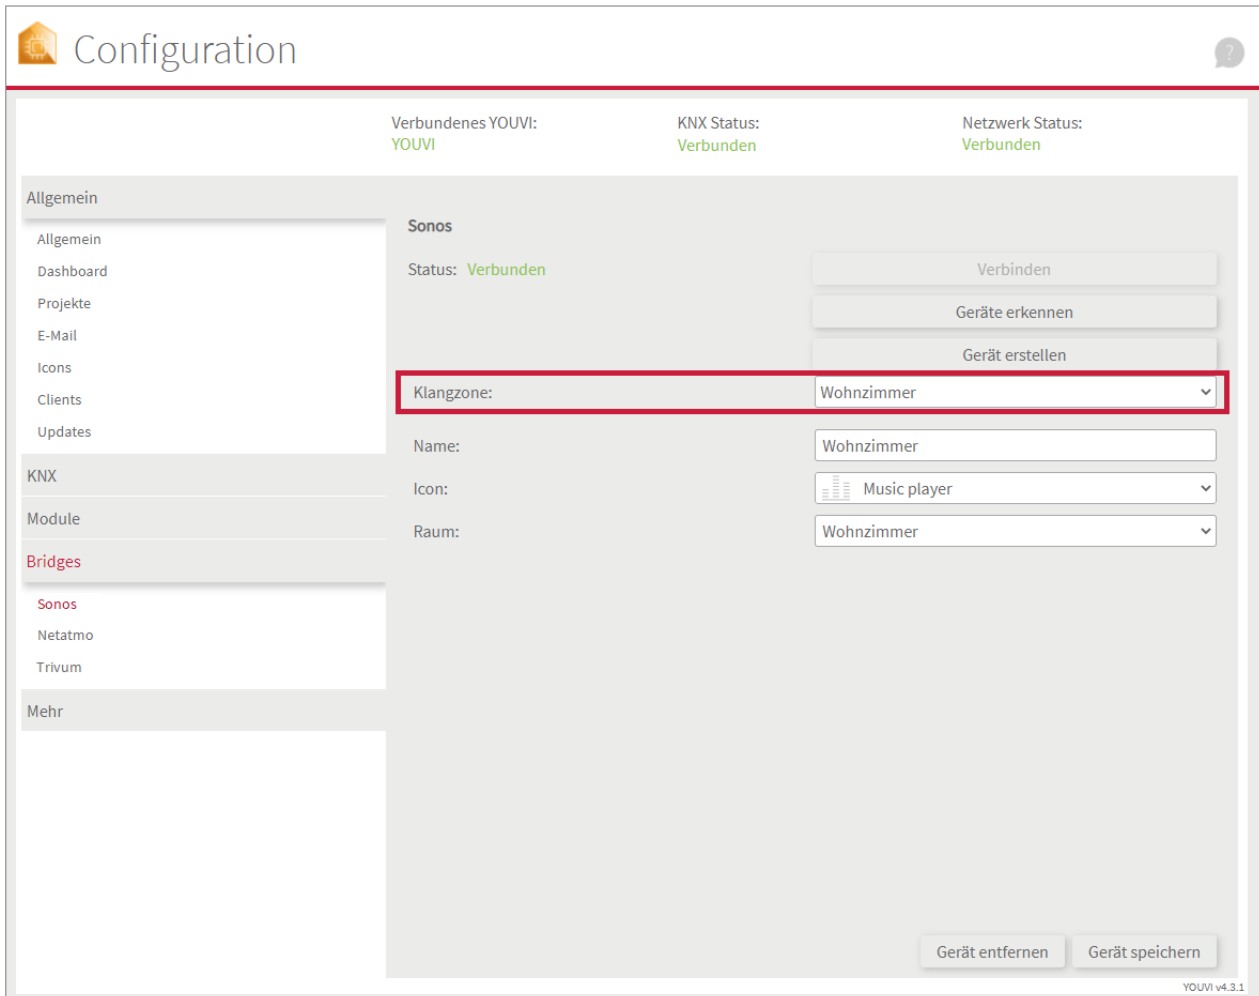 Configuration
?
Verbundenes YOUVI:
YOUVI
KNX Status:
Verbunden
Netzwerk Status:
Verbunden
Allgemein
Allgemein
Dashboard
Projekte
E-Mail
Icons
Clients
Updates
KNX
Module
Bridges
Sonos
Netatmo
Trivum
Mehr
Sonos
Status: Verbunden
Verbinden
Geräte erkennen
Gerät erstellen
Klangzone: Wohnzimmer
Name: Wohnzimmer
Icon: Music player
Raum: Wohnzimmer
Gerät entfernen Gerät speichern
YOUVI v4.3.1